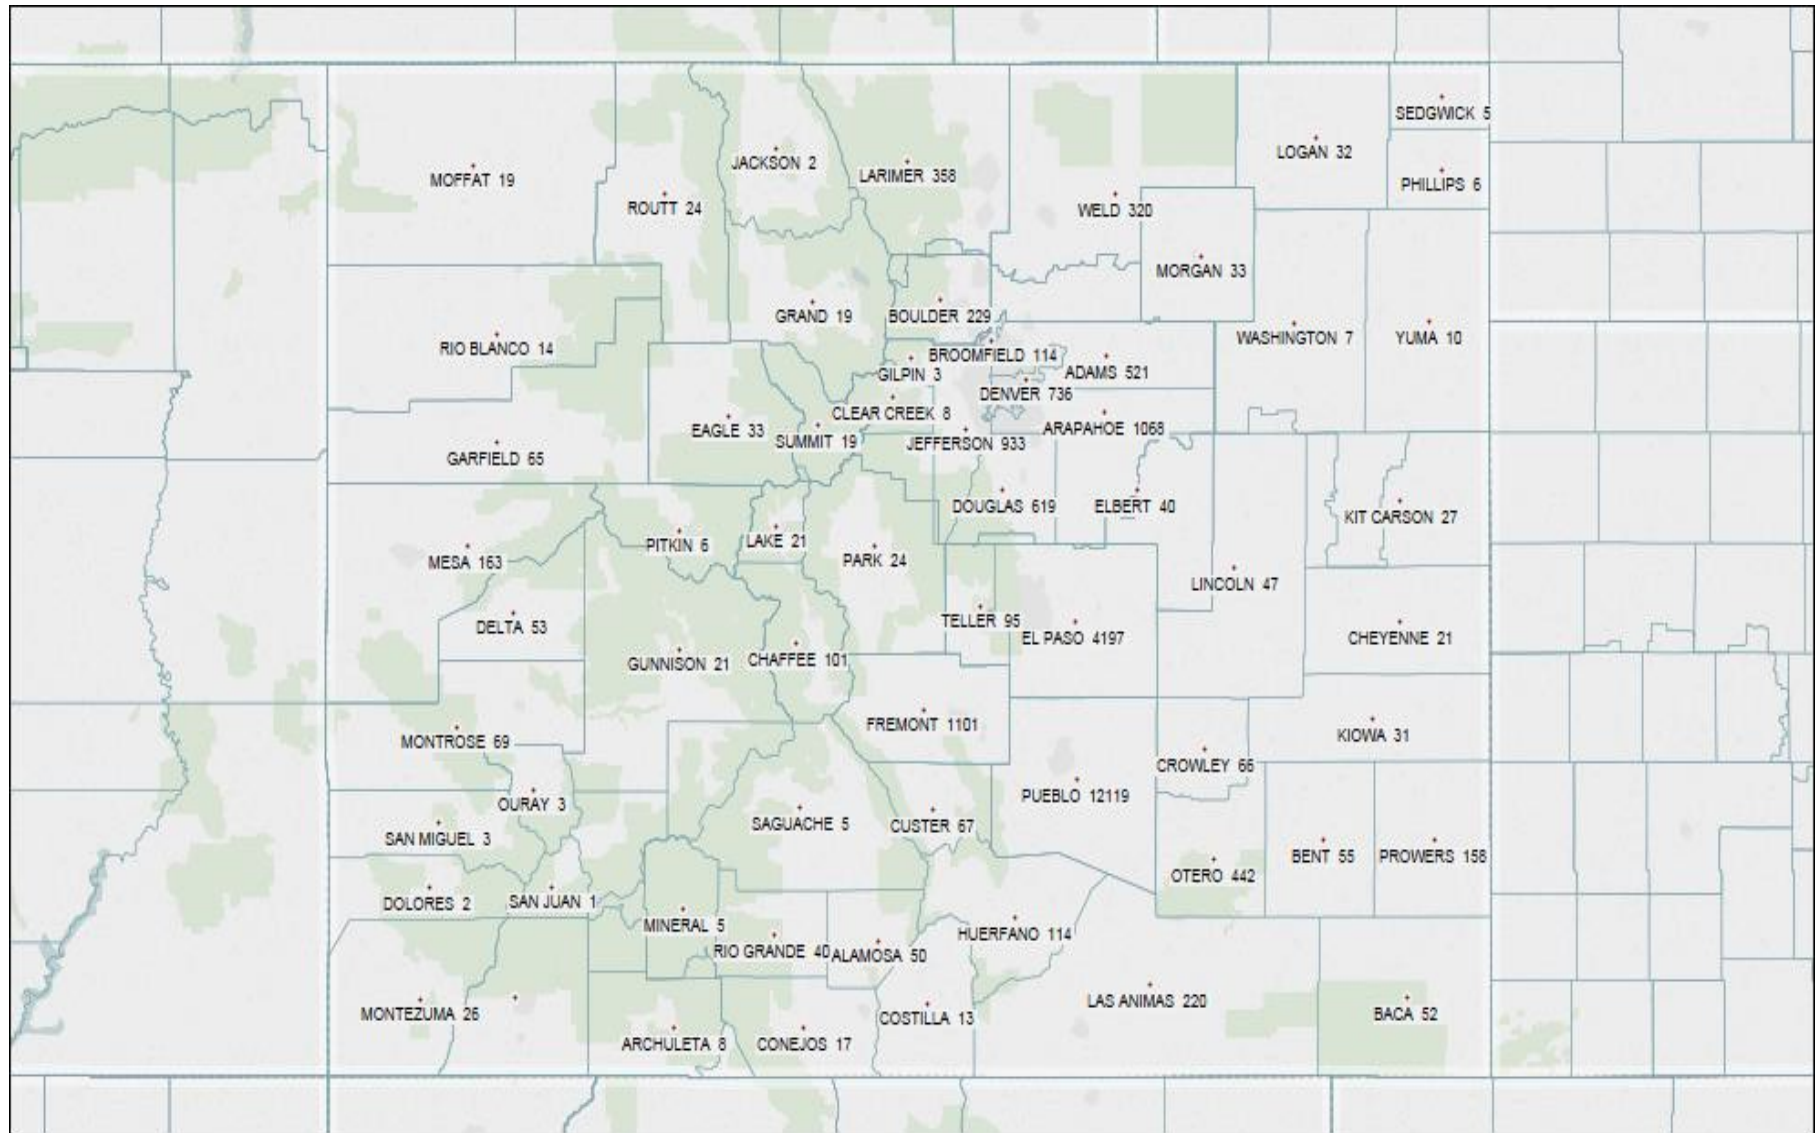 SEDGWICK 5
LOGAN 32
JACKSON 2
LARIMER 358
MOFFAT 19
PHILLIPS 6
ROUTT 24
WELD 320
MORGAN 33
GRAND 19
BOULDER 229
WASHINGTON 7
YUMA 10
RIO BLANCO 14
BROOMFIELD 114
GILPIN 3
ADAMS 521
DENVER 736
CLEAR CREEK 8
EAGLE 33
ARAPAHOE 1068
SUMMIT 19
JEFFERSON 933
GARFIELD 65
DOUGLAS 619
ELBERT 40
KIT CARSON 27
LAKE 21
PITKIN 6
MESA 163
PARK 24
LINCOLN 47
TELLER 95
DELTA 53
EL PASO 4197
CHEYENNE 21
GUNNISON 21
CHAFFEE 101
FREMONT 1101
KIOWA 31
MONTROSE 69
CROWLEY 66
PUEBLO 12119
OURAY 3
SAGUACHE 5
CUSTER 67
SAN MIGUEL 3
BENT 55
PROWERS 158
OTERO 442
DOLORES 2
SAN JUAN 1
MINERAL 5
HUERFANO 114
RIO GRANDE 40
ALAMOSA 50
LAS ANIMAS 220
MONTEZUMA 26
BACA 52
COSTILLA 13
ARCHULETA 8
CONEJOS 17